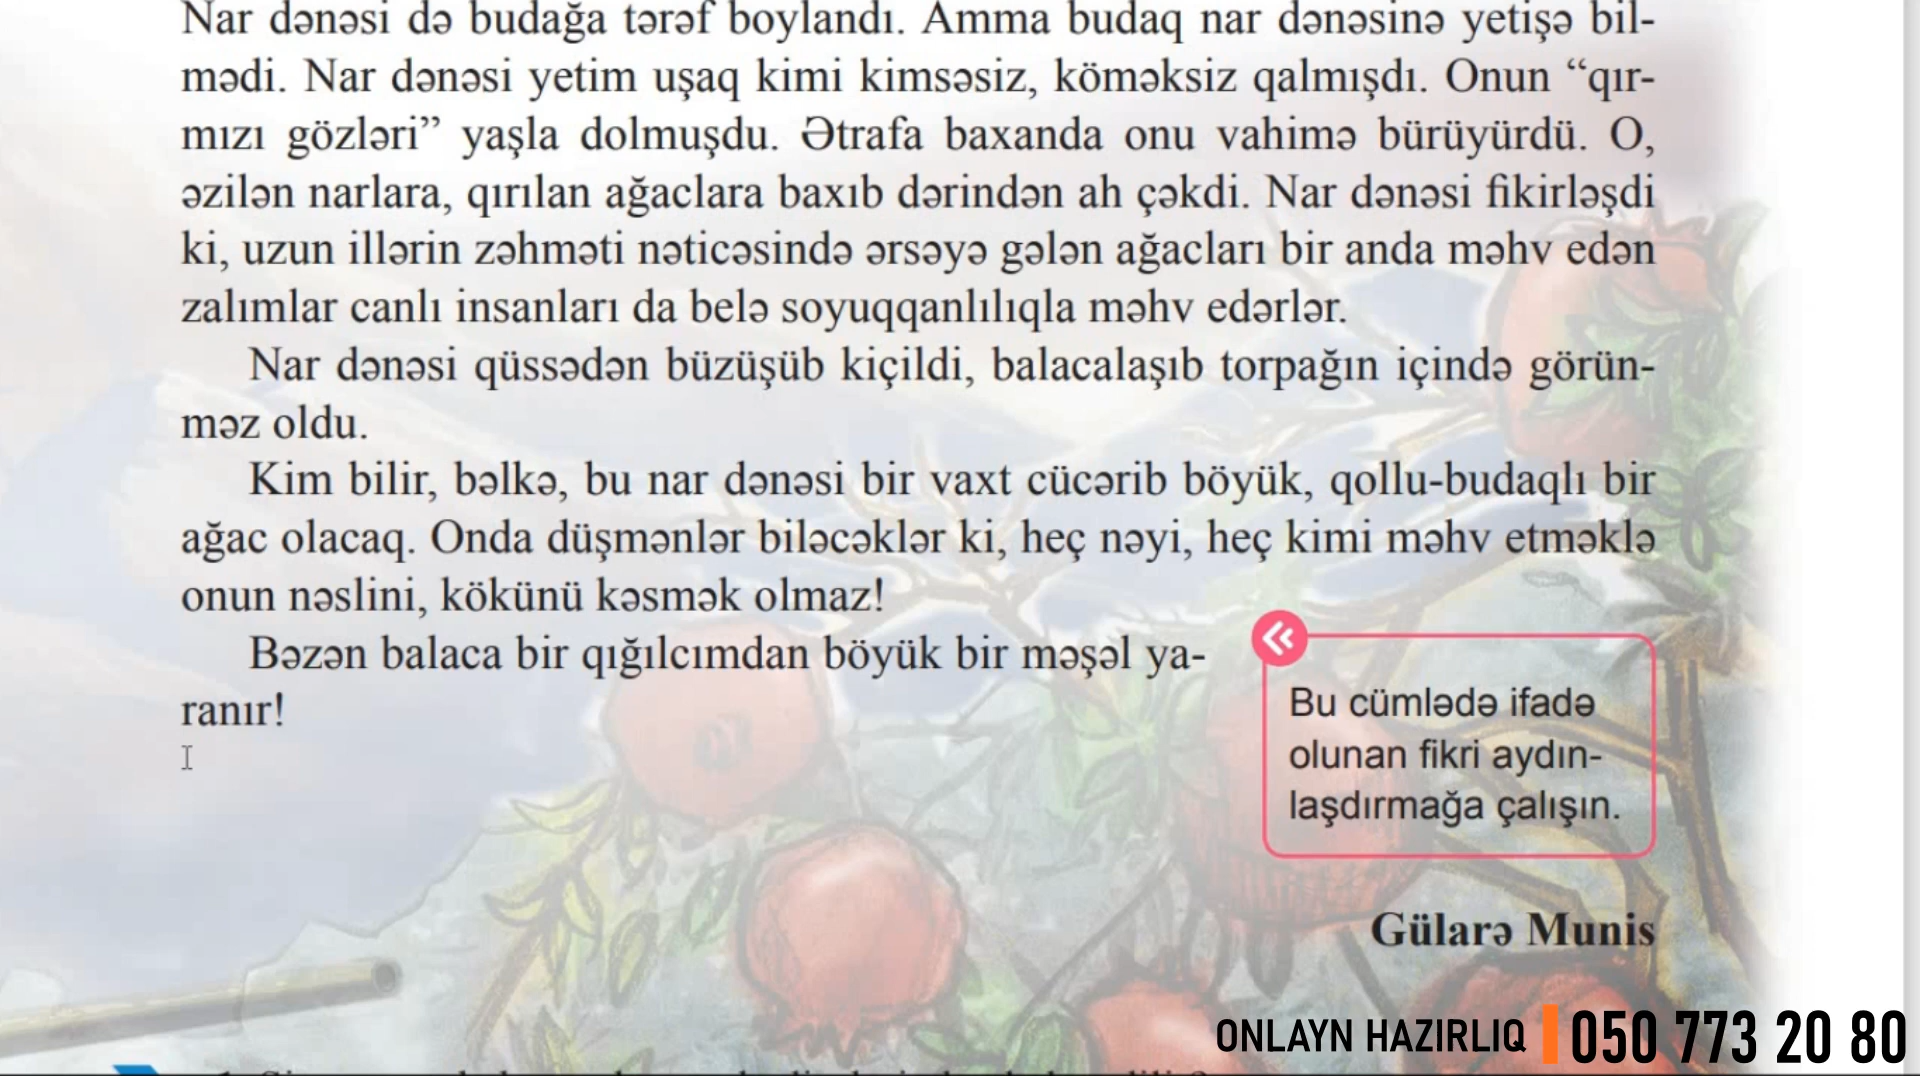 Nar dənəsi də budağa tərəf boylandı. Amma budaq nar dənəsinə yetişə bil-
mədi. Nar dənəsi yetim uşaq kimi kimsəsiz, köməksiz qalmışdı. Onun “qır-
mızı gözləri” yaşla dolmuşdu. Ətrafa baxanda onu vahimə bürüyürdü. O,
əzilən narlara, qırılan ağaclara baxıb dərindən ah çəkdi. Nar dənəsi fikirləşdi
ki, uzun illərin zəhməti nəticəsində ərsəyə gələn ağacları bir anda məhv edən
zalımlar canlı insanları da belə soyuqqanlılıqla məhv edərlər.
Nar dənəsi qüssədən büzüşüb kiçildi, balacalaşıb torpağın içində görün-
məz oldu.
Kim bilir, bəlkə, bu nar dənəsi bir vaxt cücərib böyük, qollu-budaqlı bir
ağac olacaq. Onda düşmənlər biləcəklər ki, heç nəyi, heç kimi məhv etməklə
onun nəslini, kökünü kəsmək olmaz!
Bəzən balaca bir qığılcımdan böyük bir məşəl ya-
ranır!
Bu cümlədə ifadə
olunan fikri aydın-
laşdırmağa çalışın.
Gülarə Munis
ONLAYN HAZIRLIQ 050 773 20 80